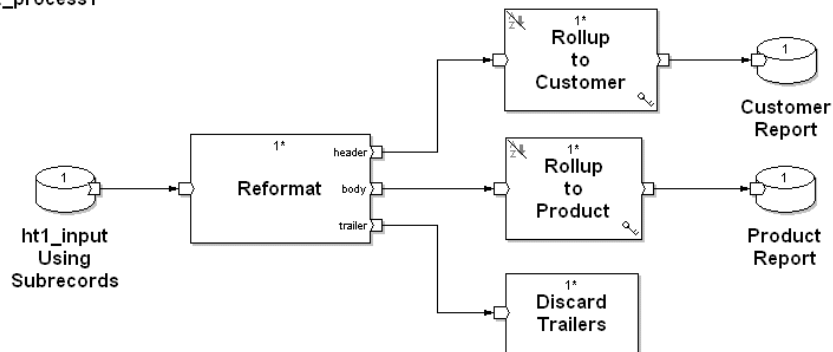 _process1
1*
Rollup
to
Customer
1
Customer
Report
1*
Reformat
header
body
trailer
1
ht1_input
Using
Subrecords
1*
Rollup
to
Product
1
Product
Report
1*
Discard
Trailers